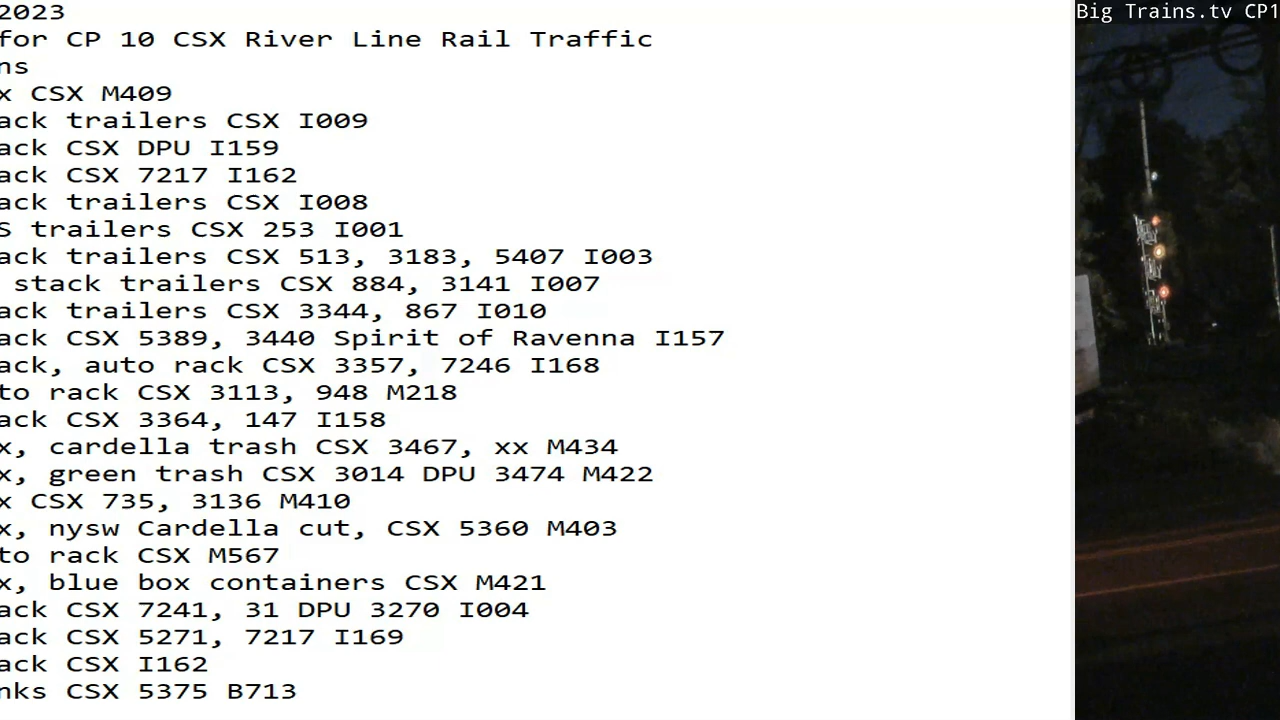 2023
for CP 10 CSX River Line Rail Traffic
ns
x CSX M409
ack trailers CSX I009
ack CSX DPU I159
ack CSX 7217 I162
ack trailers CSX I008
S trailers CSX 253 I001
ack trailers CSX 513, 3183, 5407 I003
stack trailers CSX 884, 3141 I007
ack trailers CSX 3344, 867 I010
ack CSX 5389, 3440 Spirit of Ravenna I157
ack, auto rack CSX 3357, 7246 I168
to rack CSX 3113, 948 M218
ack CSX 3364, 147 I158
x, cardella trash CSX 3467, xx M434
x, green trash CSX 3014 DPU 3474 M422
x CSX 735, 3136 M410
x, nysw Cardella cut, CSX 5360 M403
to rack CSX M567
x, blue box containers CSX M421
ack CSX 7241, 31 DPU 3270 I004
ack CSX 5271, 7217 I169
ack CSX I162
nks CSX 5375 B713
Big Trains.tv CP1